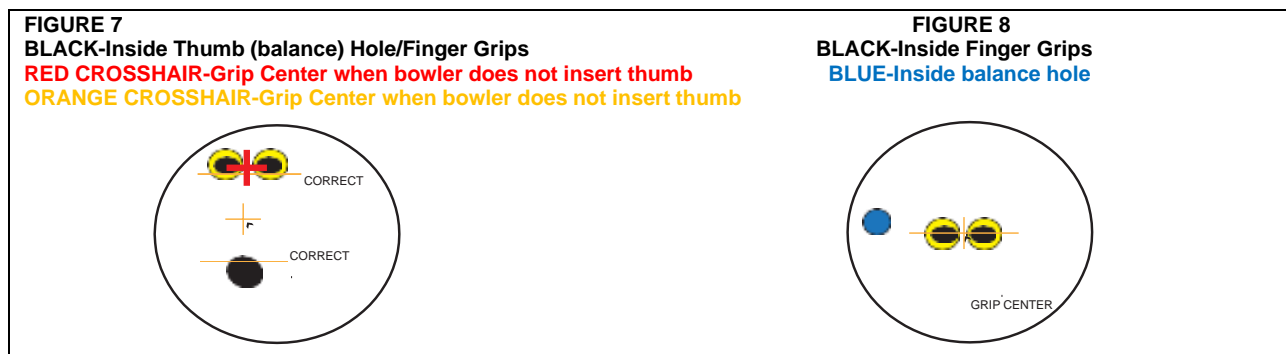 FIGURE 7
BLACK-Inside Thumb (balance) Hole/Finger Grips
RED CROSSHAIR-Grip Center when bowler does not insert thumb
ORANGE CROSSHAIR-Grip Center when bowler does not insert thumb
CORRECT
CORRECT
FIGURE 8
BLACK-Inside Finger Grips
BLUE-Inside balance hole
GRIP CENTER